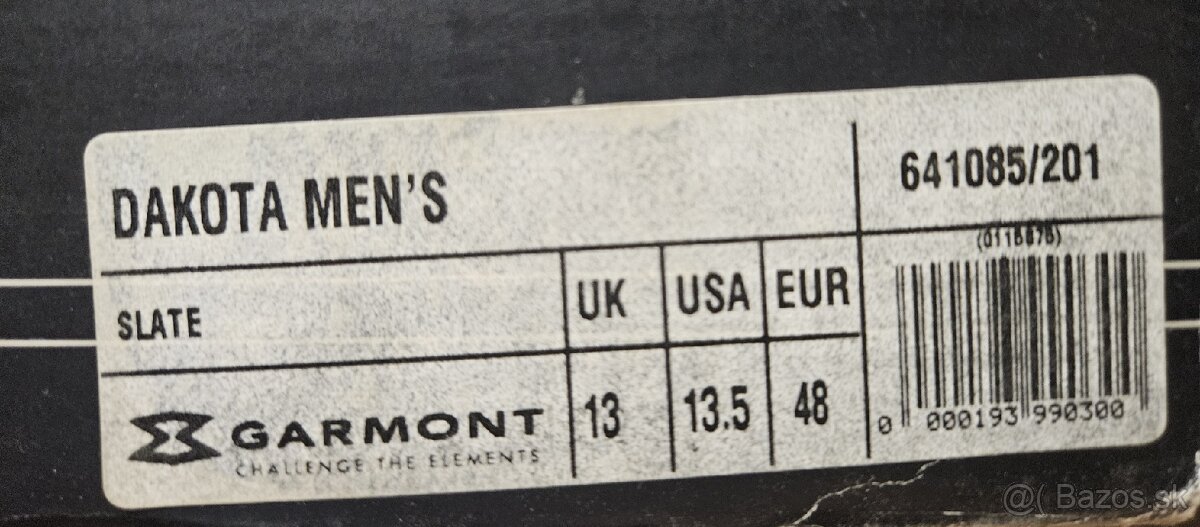 DAKOTA MEN'S
641085/201
SLATE
UK USA EUR
13 13.5 48
GARMONT
CHALLENGE THE ELEMENTS
0 000193 990300
@( Bazos.sk